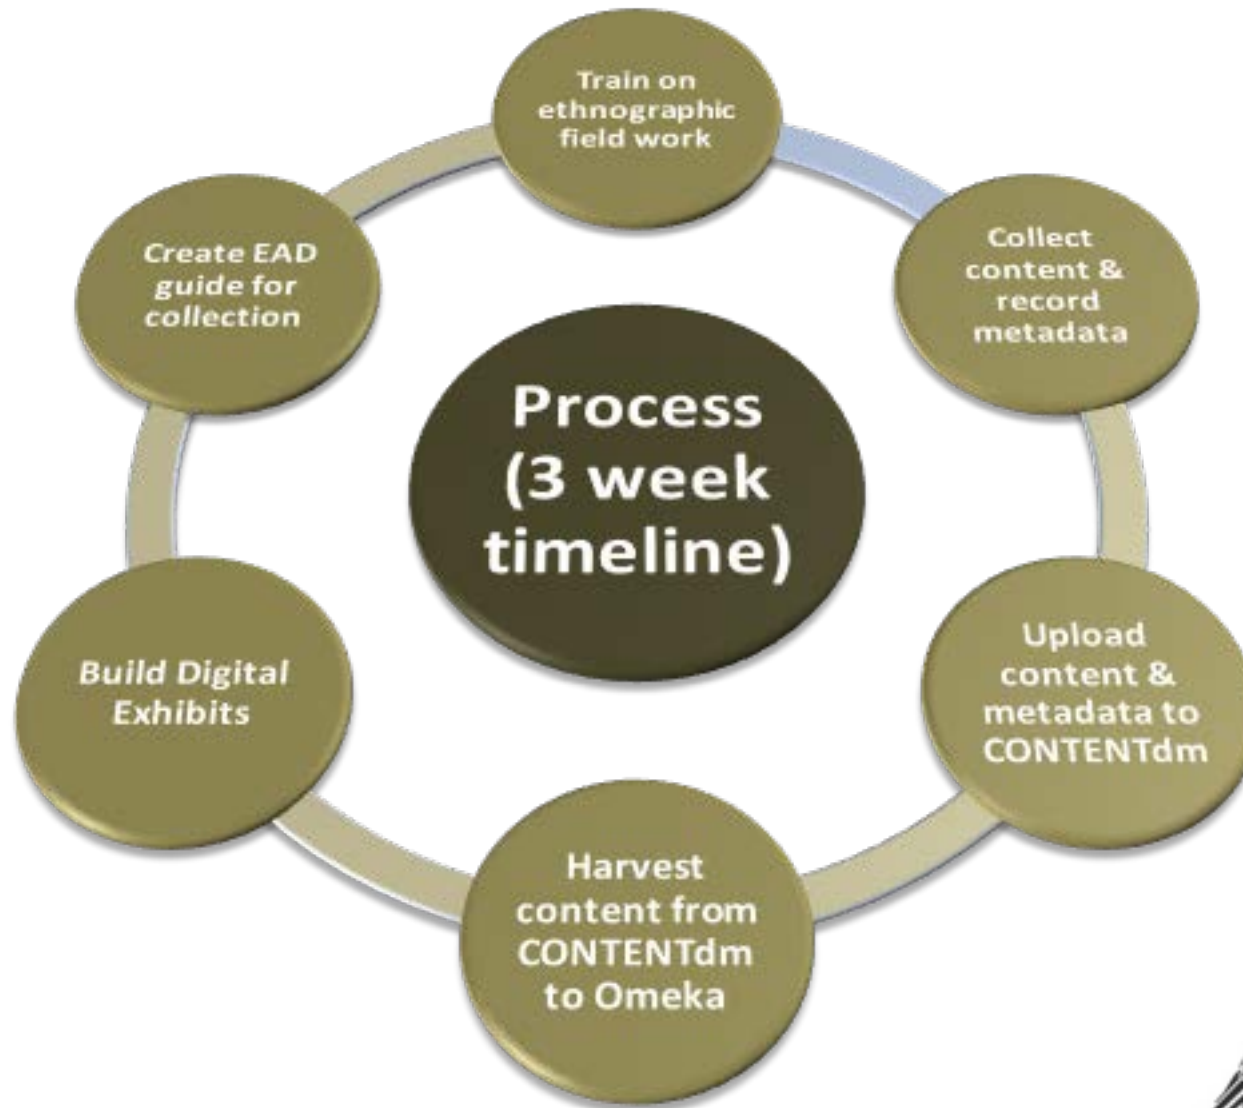 Train on
ethnographic
field work
Collect
content &
record
metadata
Upload
content &
metadata to
CONTENTdm
Harvest
content from
CONTENTdm
to Omeka
Build Digital
Exhibits
Create EAD
guide for
collection
Process
(3 week
timeline)